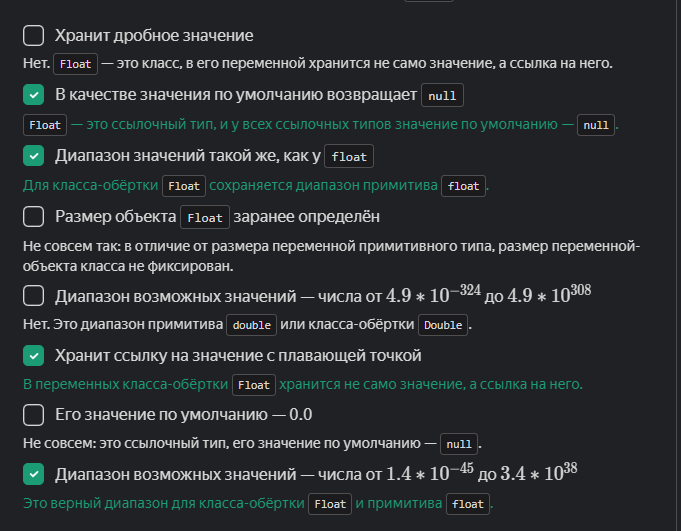 Хранит дробное значение
Нет. Float — это класс, в его переменной хранится не само значение, а ссылка на него.
В качестве значения по умолчанию возвращает null
Float — это ссылочный тип, и у всех ссылочных типов значение по умолчанию — null.
Диапазон значений такой же, как у float
Для класса-обёртки Float сохраняется диапазон примитива float.
Размер объекта Float заранее определён
Не совсем так: в отличие от размера переменной примитивного типа, размер переменной-
объекта класса не фиксирован.
Диапазон возможных значений — числа от 4.9 * 10⁻³²⁴ до 4.9 * 10³⁰⁸
Нет. Это диапазон примитива double или класса-обёртки Double.
Хранит ссылку на значение с плавающей точкой
В переменных класса-обёртки Float хранится не само значение, а ссылка на него.
Его значение по умолчанию — 0.0
Не совсем: это ссылочный тип, его значение по умолчанию — null.
Диапазон возможных значений — числа от 1.4 * 10⁻⁴⁵ до 3.4 * 10³⁸
Это верный диапазон для класса-обёртки Float и примитива float.